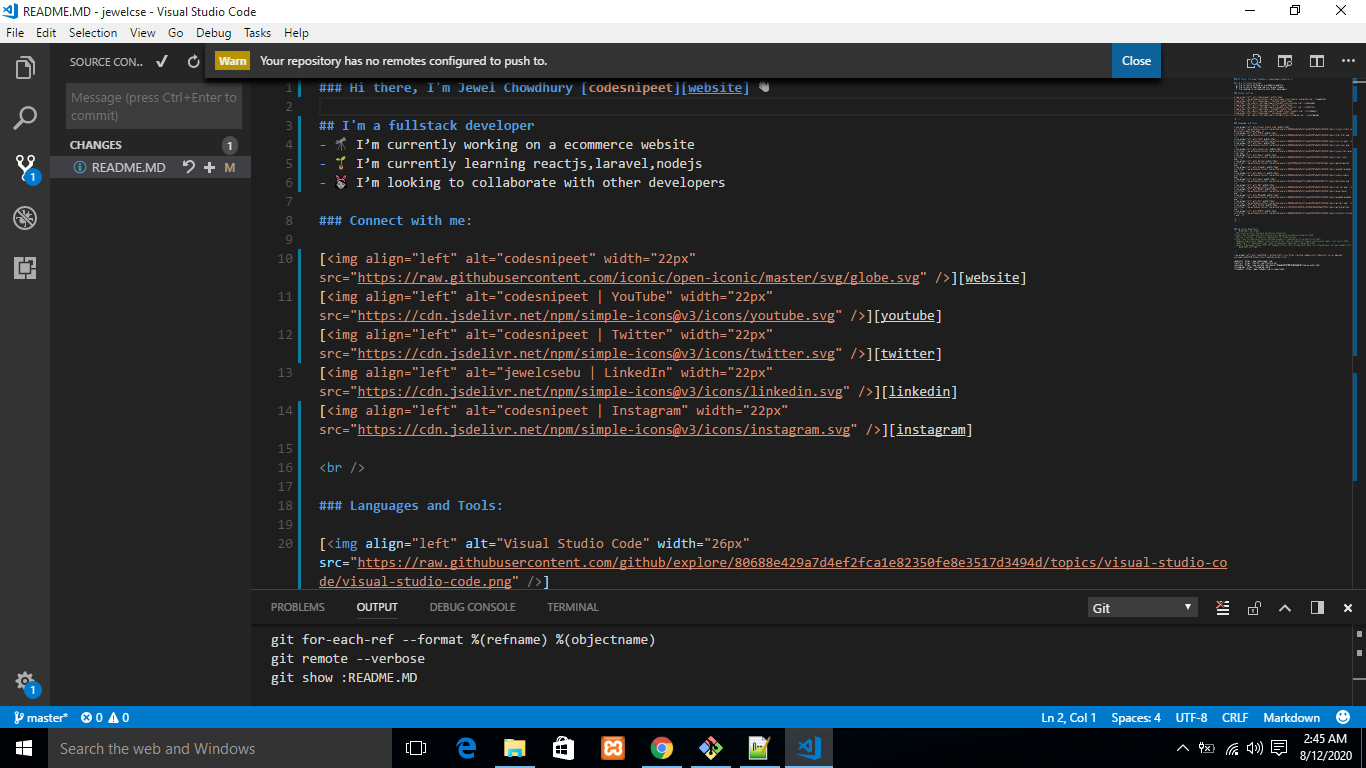 README.MD - jewelcse - Visual Studio Code
File Edit Selection View Go Debug Tasks Help
SOURCE CON..
Warn Your repository has no remotes configured to push to. Close
Message (press Ctrl+Enter to
commit)
CHANGES 1
README.MD M
1
1
1 ### Hi there, I'm Jewel Chowdhury [codesnipeet][website] 👋
2
3 ## I'm a fullstack developer
4 - 🔭 I’m currently working on a ecommerce website
5 - 🌱 I’m currently learning reactjs,laravel,nodejs
6 - 👯 I’m looking to collaborate with other developers
7
8 ### Connect with me:
9
10 [<img align="left" alt="codesnipeet" width="22px"
src="https://raw.githubusercontent.com/iconic/open-iconic/master/svg/globe.svg" />][website]
11 [<img align="left" alt="codesnipeet | YouTube" width="22px"
src="https://cdn.jsdelivr.net/npm/simple-icons@v3/icons/youtube.svg" />][youtube]
12 [<img align="left" alt="codesnipeet | Twitter" width="22px"
src="https://cdn.jsdelivr.net/npm/simple-icons@v3/icons/twitter.svg" />][twitter]
13 [<img align="left" alt="jewelcsebu | LinkedIn" width="22px"
src="https://cdn.jsdelivr.net/npm/simple-icons@v3/icons/linkedin.svg" />][linkedin]
14 [<img align="left" alt="codesnipeet | Instagram" width="22px"
src="https://cdn.jsdelivr.net/npm/simple-icons@v3/icons/instagram.svg" />][instagram]
15
16 <br />
17
18 ### Languages and Tools:
19
20 [<img align="left" alt="Visual Studio Code" width="26px"
src="https://raw.githubusercontent.com/github/explore/80688e429a7d4ef2fca1e82350fe8e3517d3494d/topics/visual-studio-co
de/visual-studio-code.png" />]
PROBLEMS OUTPUT DEBUG CONSOLE TERMINAL Git
git for-each-ref --format %(refname) %(objectname)
git remote --verbose
git show :README.MD
master* 0 0 Ln 2, Col 1 Spaces: 4 UTF-8 CRLF Markdown
Search the web and Windows
2:45 AM
8/12/2020